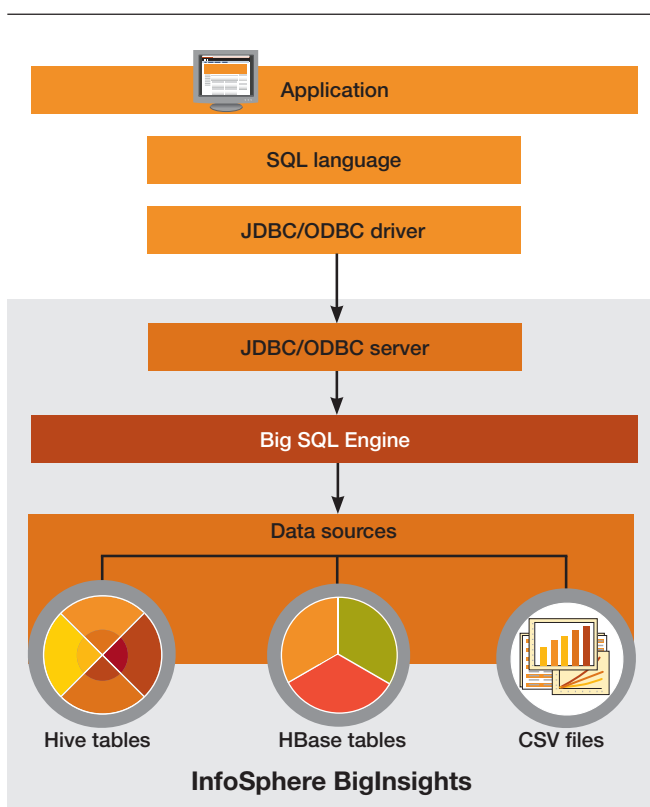 Application
SQL language
JDBC/ODBC driver
JDBC/ODBC server
Big SQL Engine
Data sources
Hive tables
HBase tables
CSV files
InfoSphere BigInsights